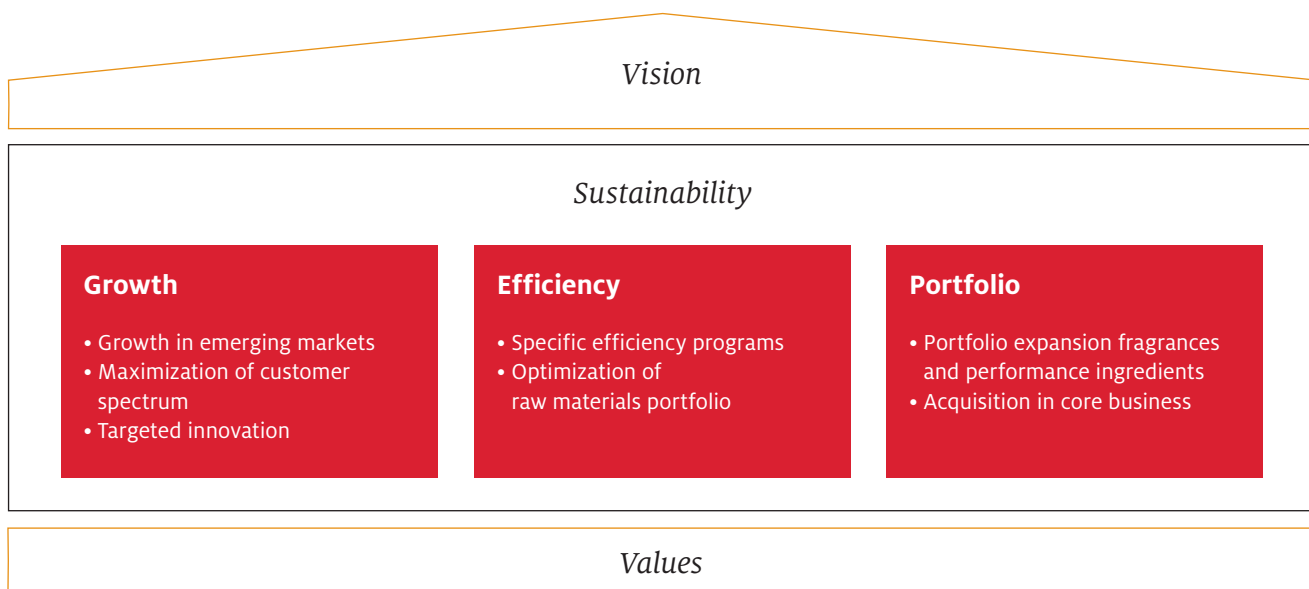 Vision
Sustainability
Growth
• Growth in emerging markets
• Maximization of customer
spectrum
• Targeted innovation
Efficiency
• Specific efficiency programs
• Optimization of
raw materials portfolio
Portfolio
• Portfolio expansion fragrances
and performance ingredients
• Acquisition in core business
Values